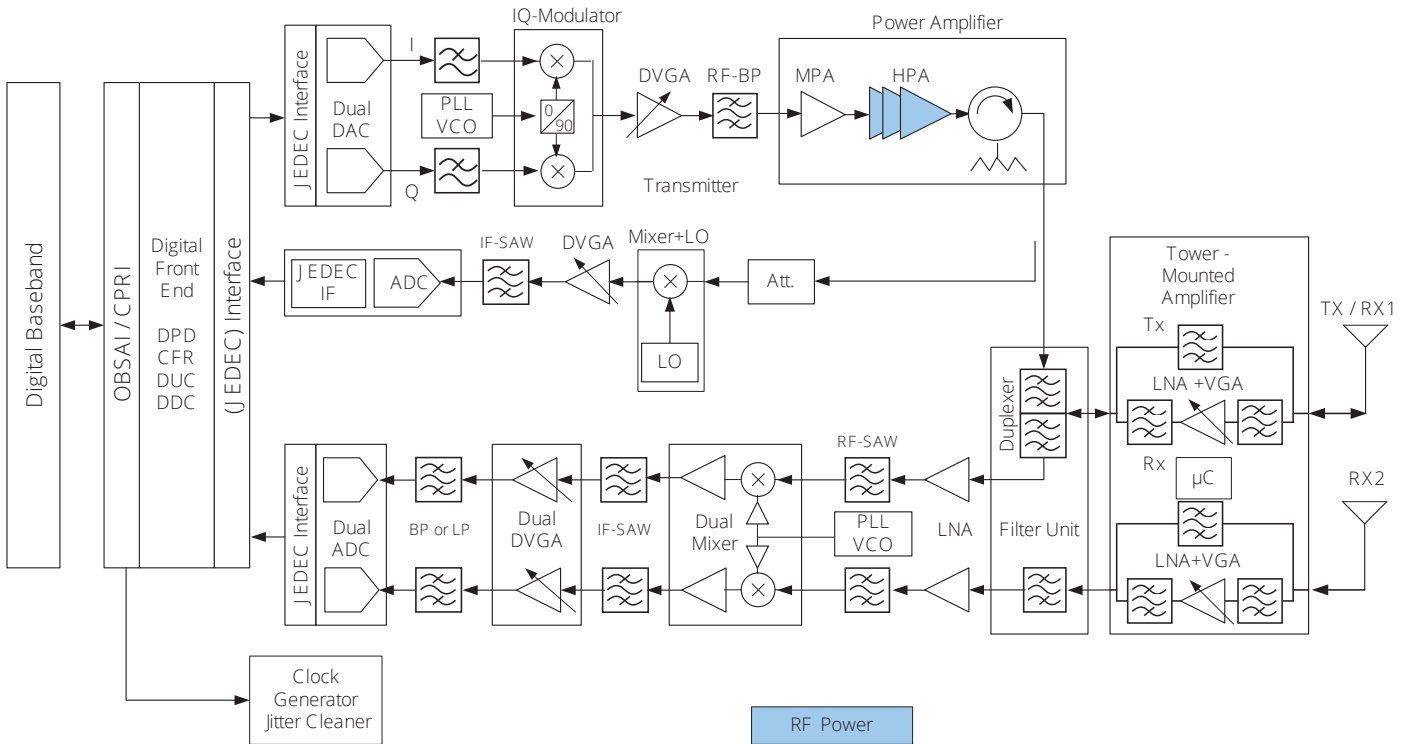 IQ-Modulator
Power Amplifier
JEDEC Interface
I
Dual
DAC
Q
PLL
VCO
0
90
DVGA
RF-BP
MPA
HPA
Transmitter
Digital Baseband
OBSAI / CPRI
Digital
Front
End
DPD
CFR
DUC
DDC
(JEDEC) Interface
JEDEC
IF
ADC
IF-SAW
DVGA
Mixer+LO
LO
Att.
Tower -
Mounted
Amplifier
Tx
LNA +VGA
Rx
µC
LNA+VGA
TX / RX1
RX2
Duplexer
Filter Unit
JEDEC Interface
Dual
ADC
BP or LP
Dual
DVGA
IF-SAW
Dual
Mixer
RF-SAW
PLL
VCO
LNA
Clock
Generator
Jitter Cleaner
RF Power